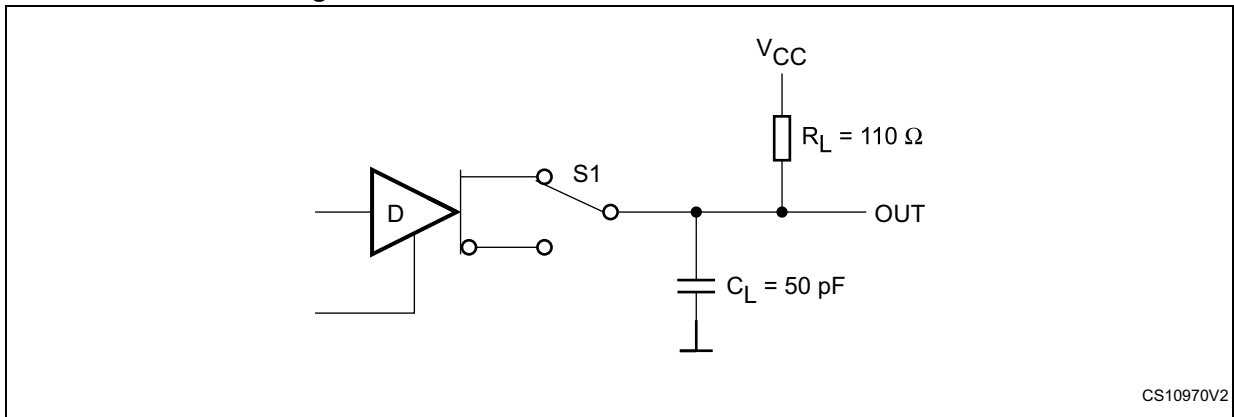 VCC
RL = 110 Ω
S1
D
OUT
CL = 50 pF
CS10970V2